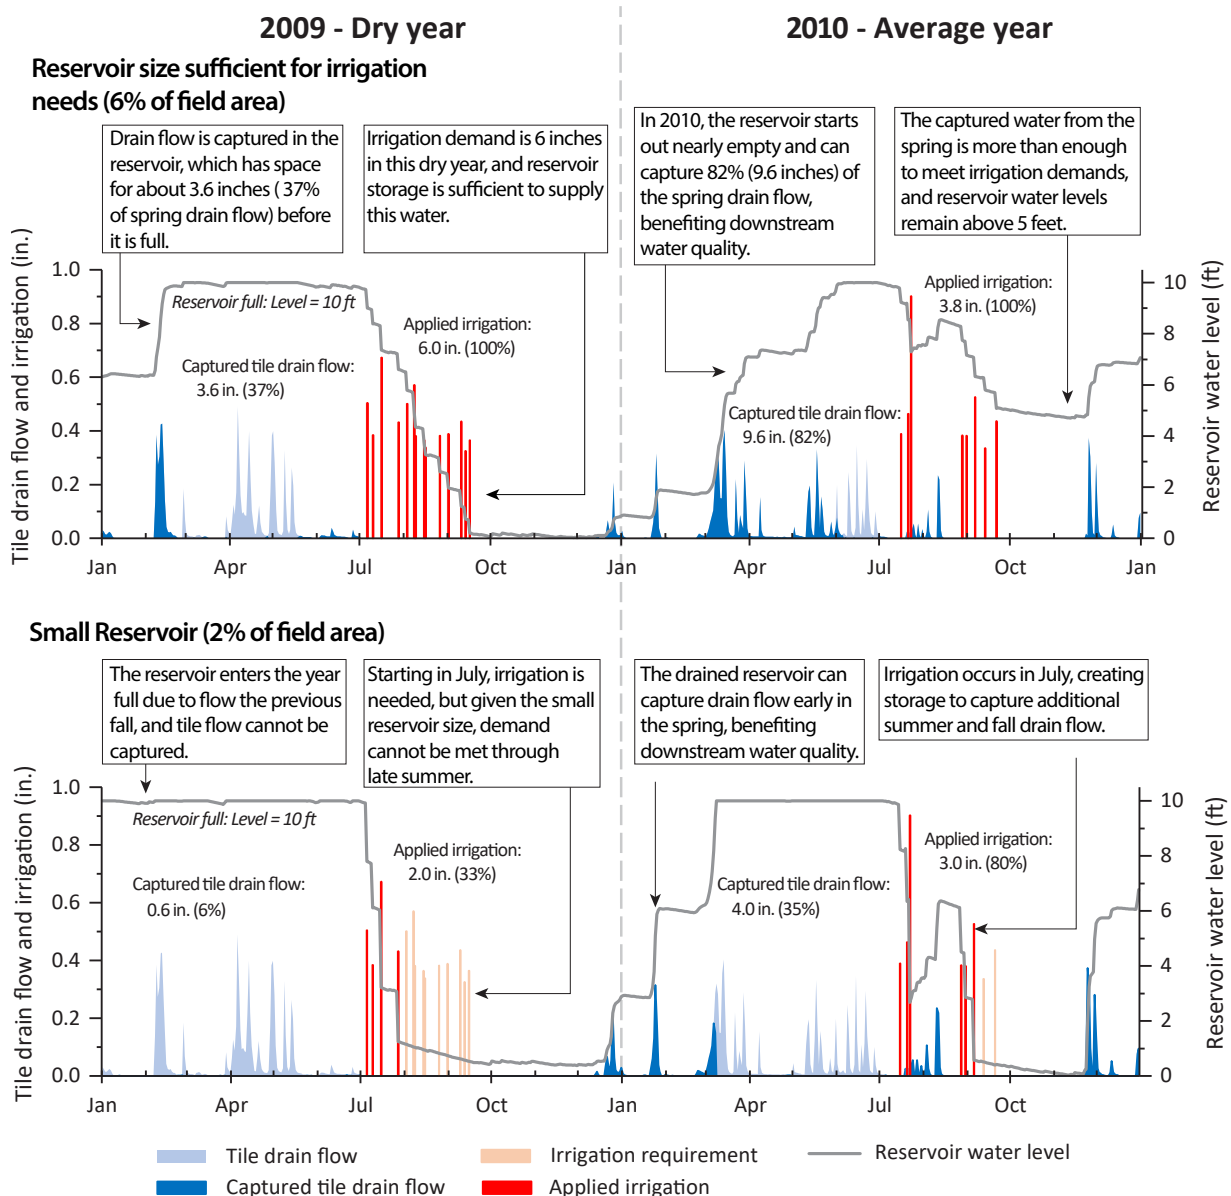 2009 - Dry year
2010 - Average year
Reservoir size sufficient for irrigation
needs (6% of field area)
Drain flow is captured in the
reservoir, which has space
for about 3.6 inches ( 37%
of spring drain flow) before
it is full.
Irrigation demand is 6 inches
in this dry year, and reservoir
storage is sufficient to supply
this water.
In 2010, the reservoir starts
out nearly empty and can
capture 82% (9.6 inches) of
the spring drain flow,
benefiting downstream
water quality.
The captured water from the
spring is more than enough
to meet irrigation demands,
and reservoir water levels
remain above 5 feet.
Tile drain flow and irrigation (in.)
1.0
0.8
0.6
0.4
0.2
0.0
Reservoir full: Level = 10 ft
Captured tile drain flow:
3.6 in. (37%)
Applied irrigation:
6.0 in. (100%)
Captured tile drain flow:
9.6 in. (82%)
Applied irrigation:
3.8 in. (100%)
10
8
6
4
2
0
Reservoir water level (ft)
Jan
Apr
Jul
Oct
Jan
Apr
Jul
Oct
Jan
Small Reservoir (2% of field area)
The reservoir enters the year
full due to flow the previous
fall, and tile flow cannot be
captured.
Starting in July, irrigation is
needed, but given the small
reservoir size, demand
cannot be met through
late summer.
The drained reservoir can
capture drain flow early in
the spring, benefiting
downstream water quality.
Irrigation occurs in July, creating
storage to capture additional
summer and fall drain flow.
Tile drain flow and irrigation (in.)
1.0
0.8
0.6
0.4
0.2
0.0
Reservoir full: Level = 10 ft
Captured tile drain flow:
0.6 in. (6%)
Applied irrigation:
2.0 in. (33%)
Captured tile drain flow:
4.0 in. (35%)
Applied irrigation:
3.0 in. (80%)
10
8
6
4
2
0
Reservoir water level (ft)
Jan
Apr
Jul
Oct
Jan
Apr
Jul
Oct
Jan
Tile drain flow
Irrigation requirement
Reservoir water level
Captured tile drain flow
Applied irrigation